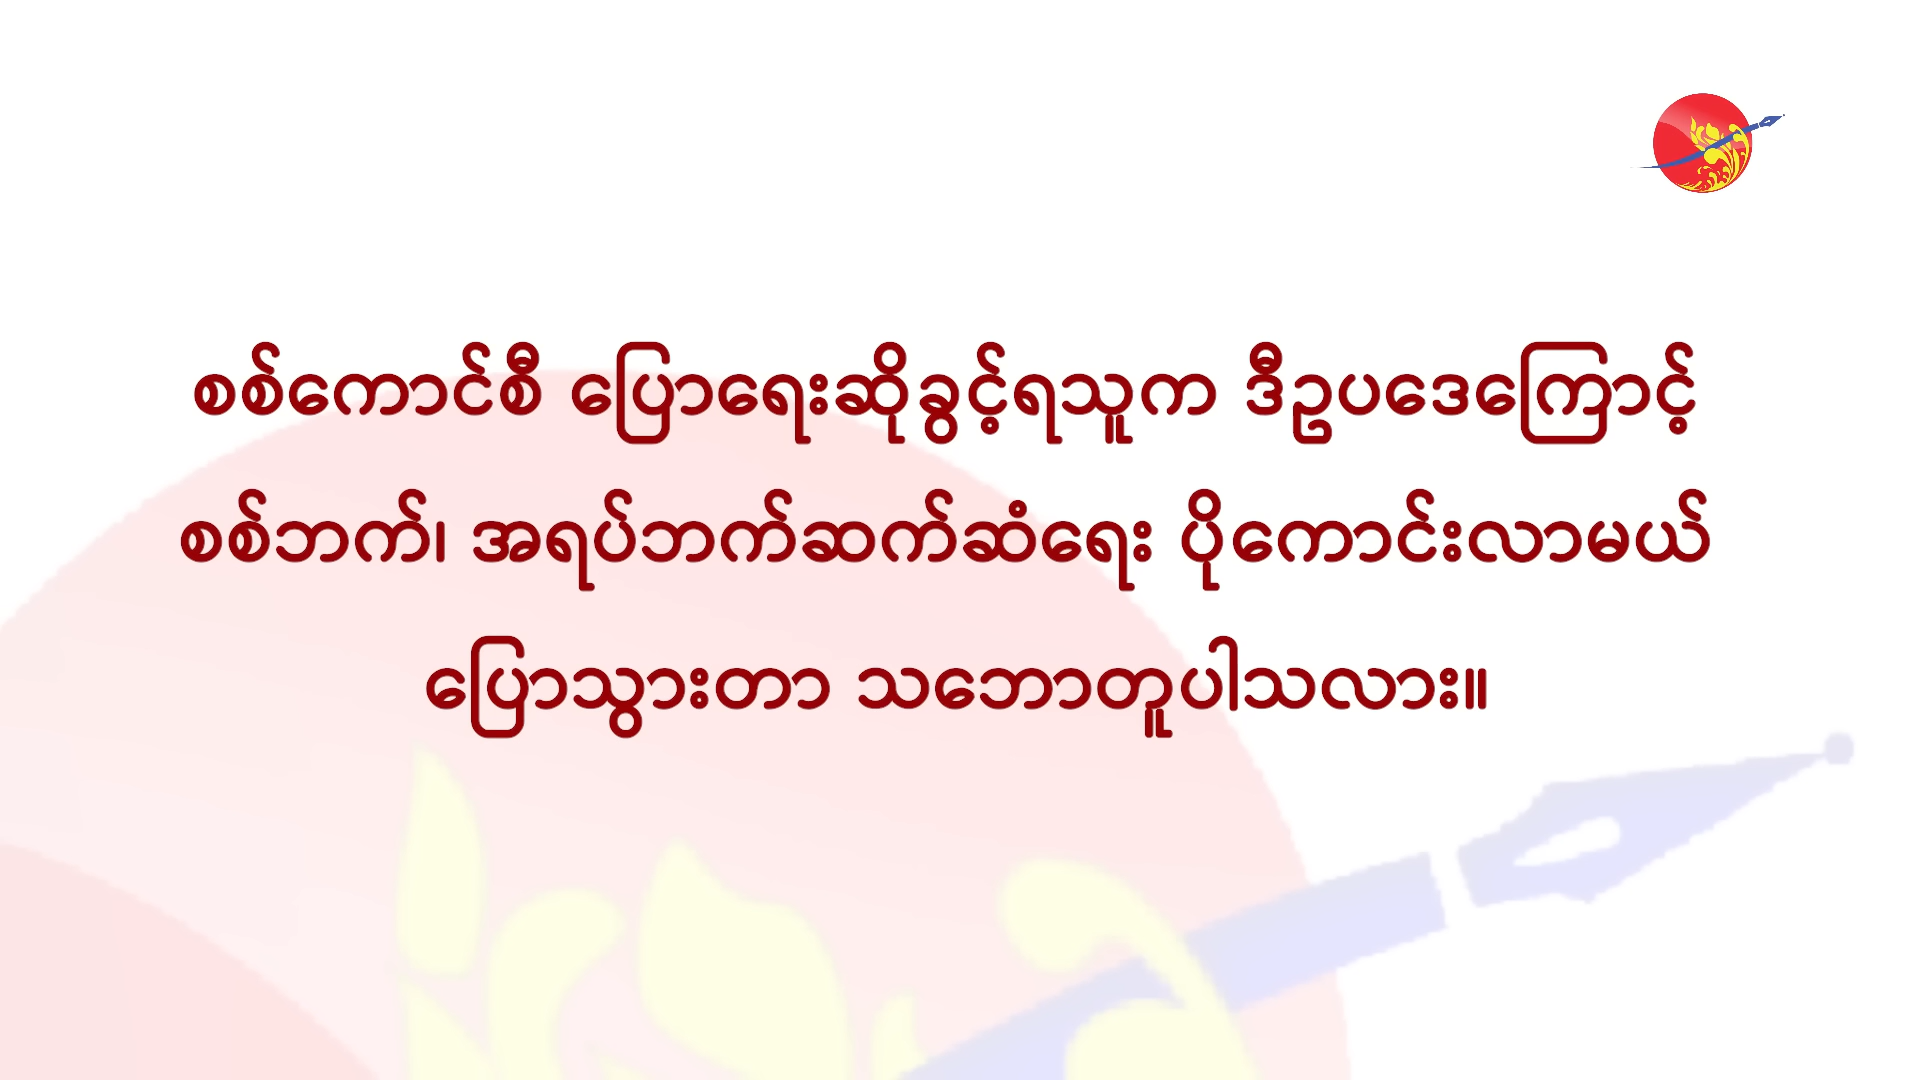 စစ်ကောင်စီ ပြောရေးဆိုခွင့်ရသူက ဒီဥပဒေကြောင့်
စစ်ဘက်၊ အရပ်ဘက်ဆက်ဆံရေး ပိုကောင်းလာမယ်
ပြောသွားတာ သဘောတူပါသလား။